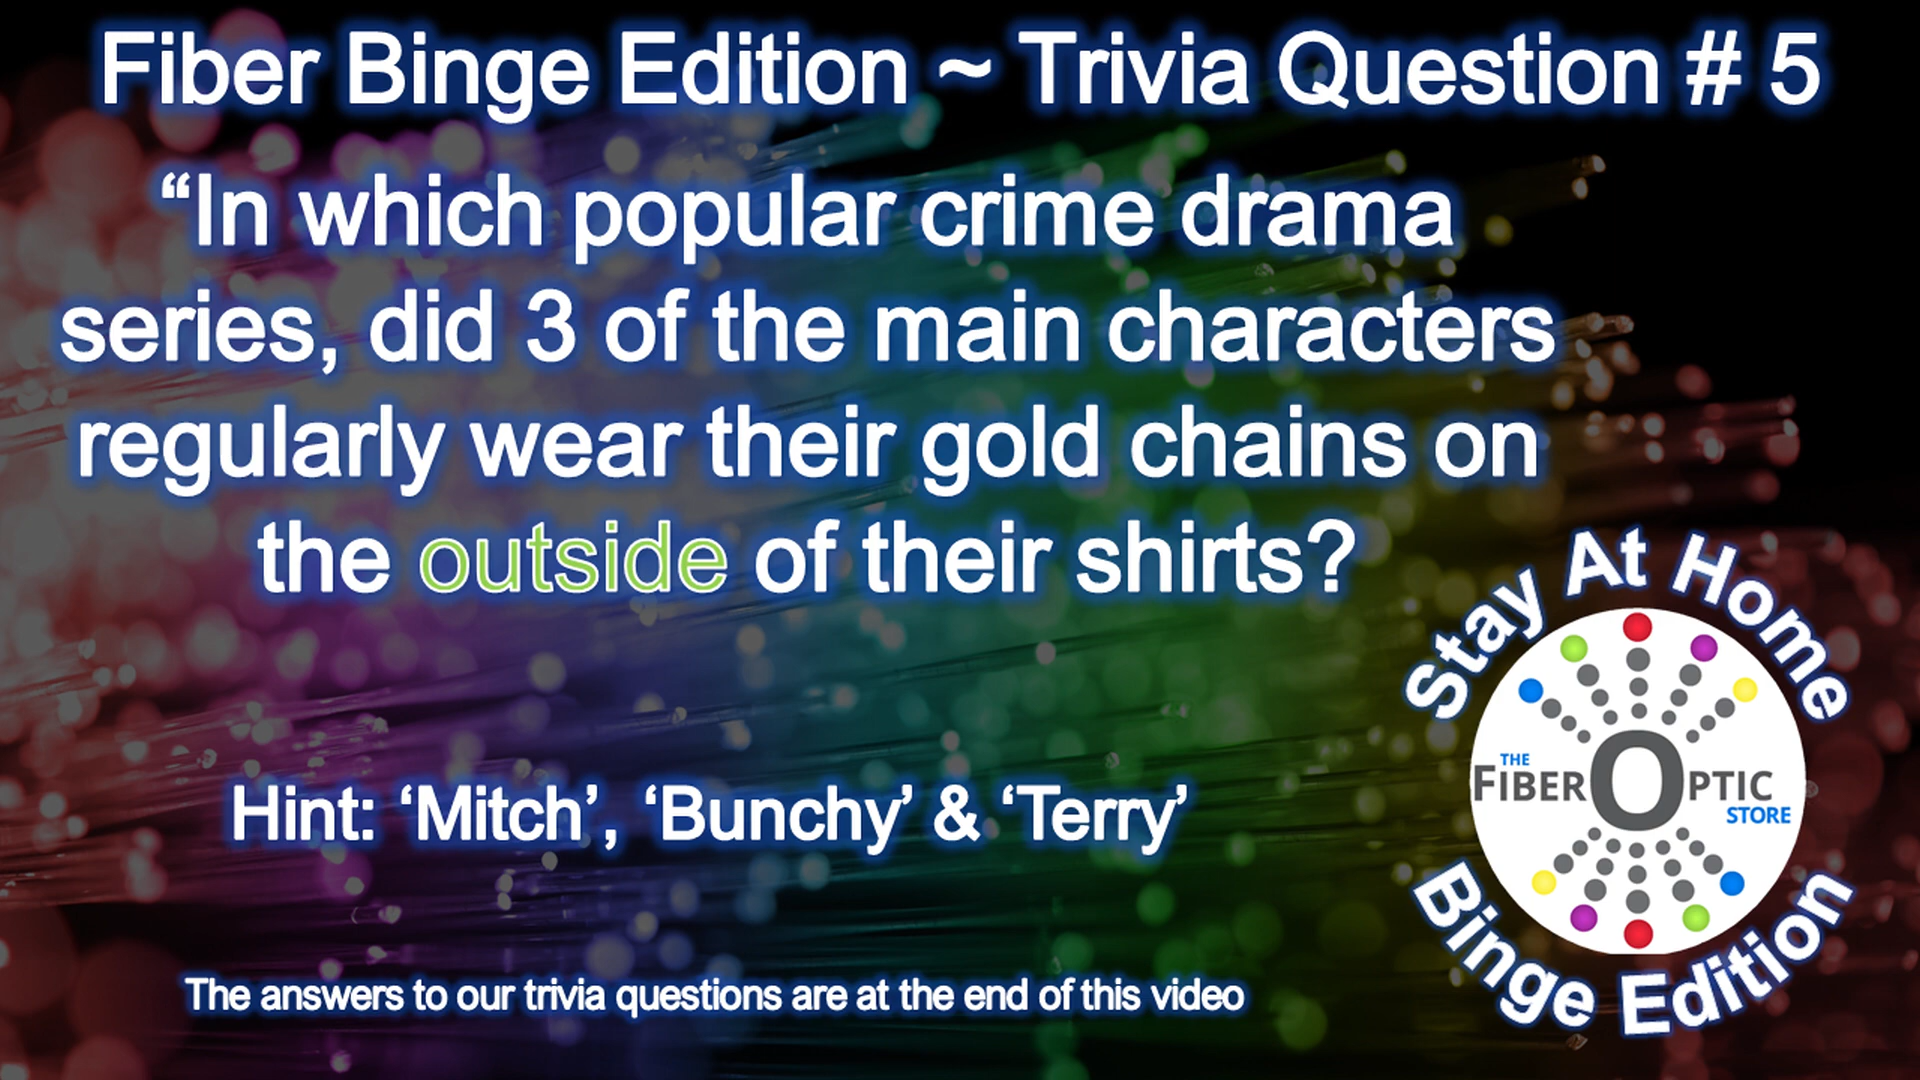 Fiber Binge Edition ~ Trivia Question # 5
“In which popular crime drama
series, did 3 of the main characters
regularly wear their gold chains on
the outside of their shirts?
Hint: ‘Mitch’, ‘Bunchy’ & ‘Terry’
The answers to our trivia questions are at the end of this video
Stay At Home
THE
FIBER OPTIC
STORE
Binge Edition